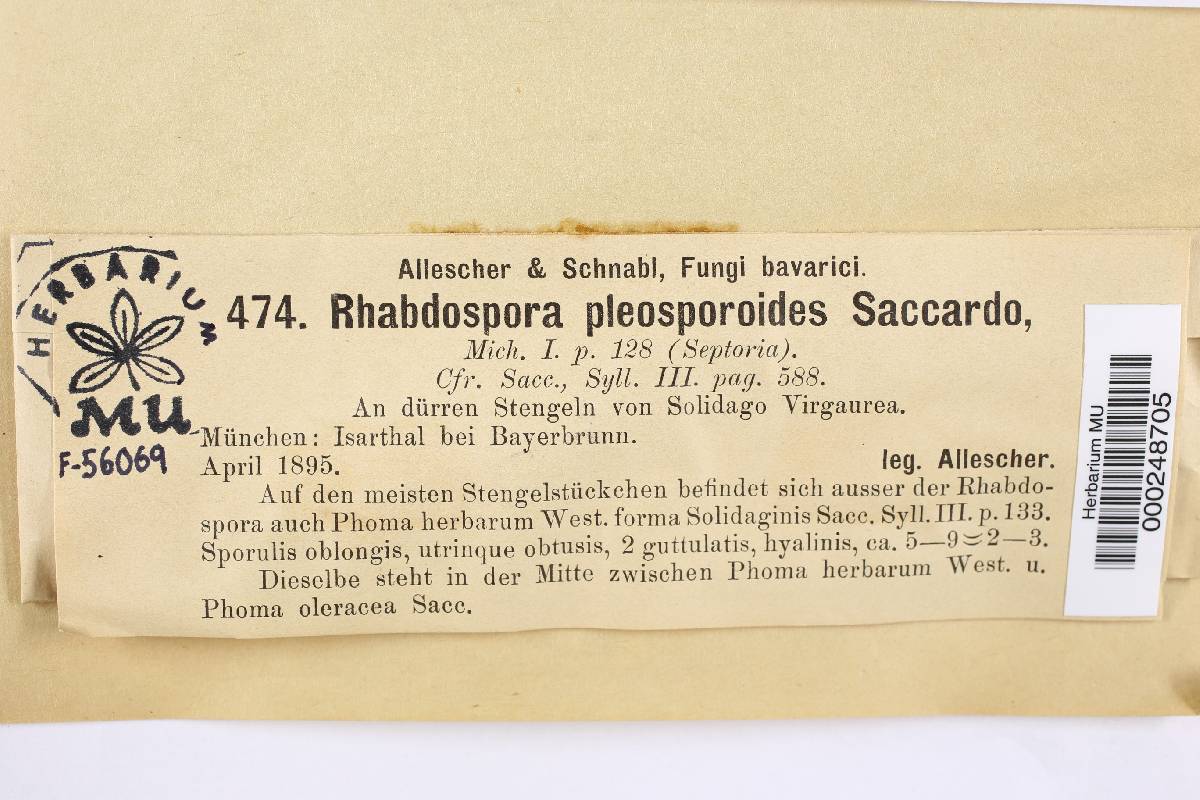 Allescher & Schnabl, Fungi bavarici.
474. Rhabdospora pleosporoides Saccardo,
Mich. I. p. 128 (Septoria).
Cfr. Sacc., Syll. III. pag. 588.
An dürren Stengeln von Solidago Virgaurea.
München: Isarthal bei Bayerbrunn.
April 1895.
leg. Allescher.
Auf den meisten Stengelstückchen befindet sich ausser der Rhabdo-
spora auch Phoma herbarum West. forma Solidaginis Sacc. Syll. III. p. 133.
Sporulis oblongis, utrinque obtusis, 2 guttulatis, hyalinis, ca. 5—9≍2—3.
Dieselbe steht in der Mitte zwischen Phoma herbarum West. u.
Phoma oleracea Sacc.
HERBARIUM
MU
F-56069
Herbarium MU
000248705